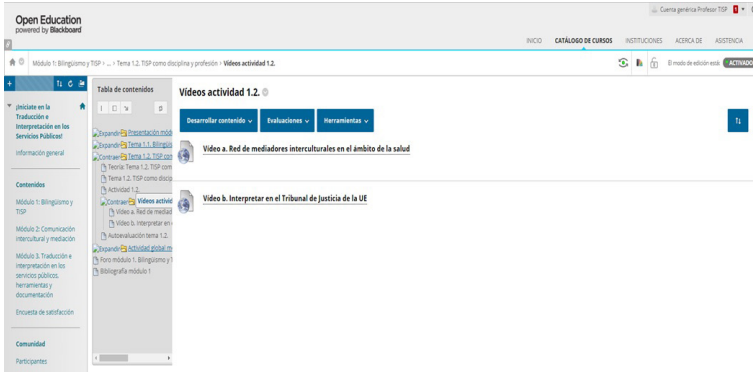 Open Education
powered by Blackboard
Cuenta genérica Profesor TISP
INICIO CATÁLOGO DE CURSOS INSTITUCIONES ACERCA DE ASISTENCIA
Módulo 1: Bilingüismo y TISP > ... > Tema 1.2. TISP como disciplina y profesión > Vídeos actividad 1.2.
El modo de edición está: ACTIVADO
¡Iníciate en la
Traducción e
Interpretación en los
Servicios Públicos!
Información general
Contenidos
Módulo 1: Bilingüismo y
TISP
Módulo 2: Comunicación
intercultural y mediación
Módulo 3. Traducción e
interpretación en los
servicios públicos,
herramientas y
documentación
Encuesta de satisfacción
Comunidad
Participantes
Tabla de contenidos
Expandir Presentación mód
Expandir Tema 1.1. Bilingüis
Contraer Tema 1.2. TISP com
Teoría: Tema 1.2. TISP com
Tema 1.2. TISP como discip
Actividad 1.2.
Contraer Vídeos activid
Vídeo a. Red de mediad
Vídeo b. Interpretar en
Autoevaluación tema 1.2.
Expandir Actividad global m
Foro módulo 1. Bilingüismo y T
Bibliografía módulo 1
Vídeos actividad 1.2.
Desarrollar contenido Evaluaciones Herramientas
Vídeo a. Red de mediadores interculturales en el ámbito de la salud
Vídeo b. Interpretar en el Tribunal de Justicia de la UE